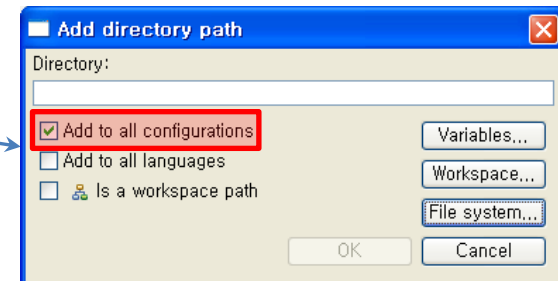 Add directory path
Directory:
Add to all configurations
Add to all languages
Is a workspace path
Variables...
Workspace...
File system...
OK
Cancel